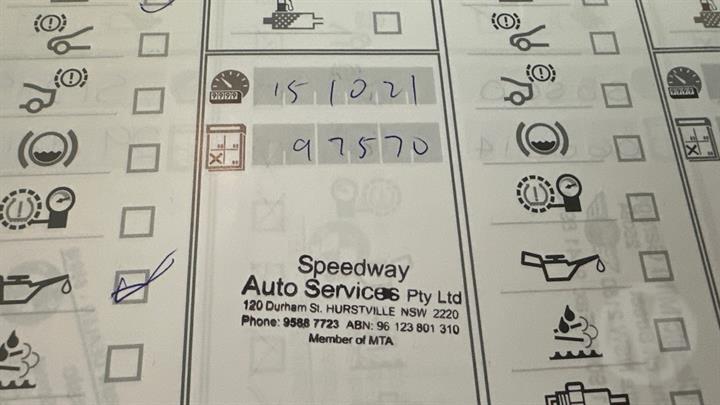 15 10 21
97570
Speedway
Auto Services Pty Ltd
120 Durham St. HURSTVILLE NSW 2220
Phone: 9588 7723 ABN: 96 123 801 310
Member of MTA